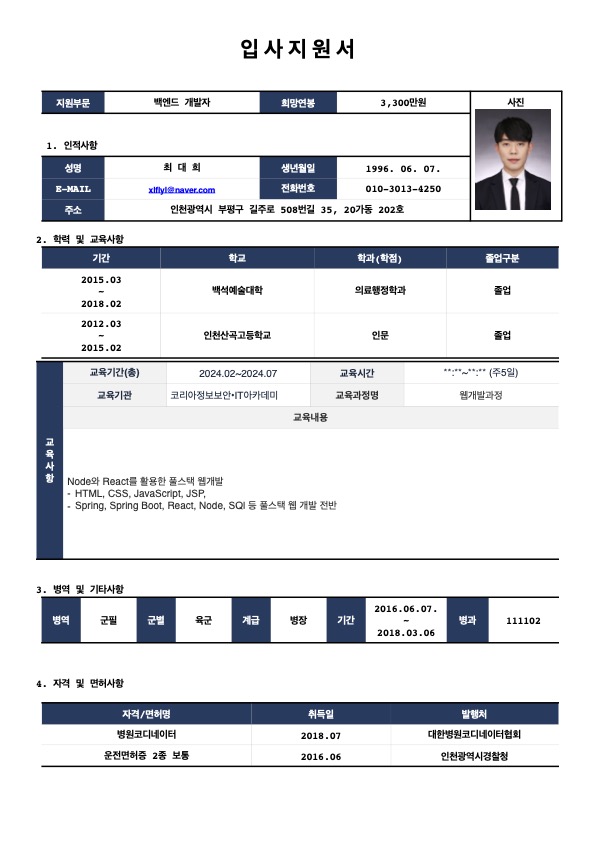 입사지원서
지원부문 백엔드 개발자 희망연봉 3,300만원 사진
1. 인적사항
성명 최 대 희 생년월일 1996. 06. 07.
E-MAIL xlflyl@naver.com 전화번호 010-3013-4250
주소 인천광역시 부평구 길주로 508번길 35, 20가동 202호
2. 학력 및 교육사항
기간 학교 학과(학점) 졸업구분
2015.03
~
2018.02
백석예술대학 의료행정학과 졸업
2012.03
~
2015.02
인천산곡고등학교 인문 졸업
교육사항
교육기간(총) 2024.02~2024.07 교육시간 **:**~**:** (주5일)
교육기관 코리아정보보안•IT아카데미 교육과정명 웹개발과정
교육내용
Node와 React를 활용한 풀스택 웹개발
- HTML, CSS, JavaScript, JSP,
- Spring, Spring Boot, React, Node, SQl 등 풀스택 웹 개발 전반
3. 병역 및 기타사항
병역 군필 군별 육군 계급 병장 기간
2016.06.07.
~
2018.03.06
병과 111102
4. 자격 및 면허사항
자격/면허명 취득일 발행처
병원코디네이터 2018.07 대한병원코디네이터협회
운전면허증 2종 보통 2016.06 인천광역시경찰청